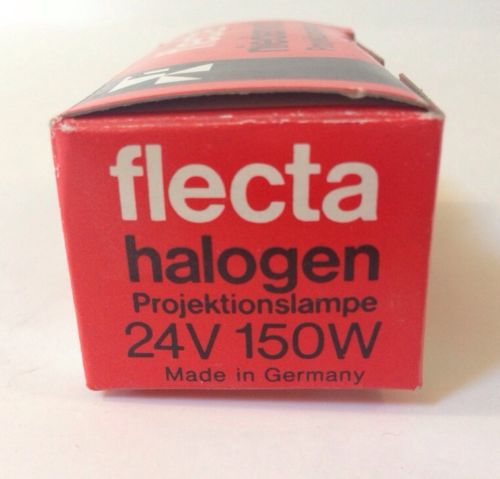 flecta
halogen
Projektionslampe
24V 150W
Made in Germany